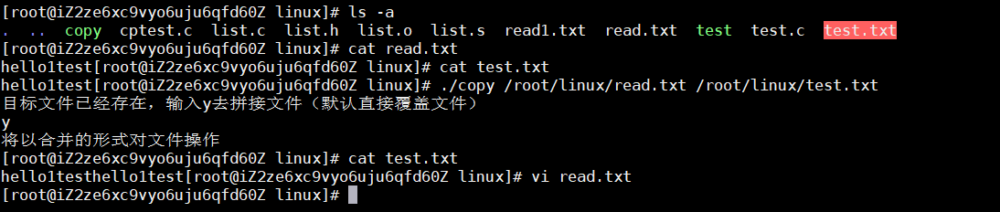 [root@iZ2ze6xc9vyo6uju6qfd60Z linux]# ls -a
.  ..  copy  cptest.c  list.c  list.h  list.o  list.s  read1.txt  read.txt  test  test.c  test.txt
[root@iZ2ze6xc9vyo6uju6qfd60Z linux]# cat read.txt
hello1test[root@iZ2ze6xc9vyo6uju6qfd60Z linux]# cat test.txt
hello1test[root@iZ2ze6xc9vyo6uju6qfd60Z linux]# ./copy /root/linux/read.txt /root/linux/test.txt
目标文件已经存在，输入y去拼接文件（默认直接覆盖文件）
y
将以合并的形式对文件操作
[root@iZ2ze6xc9vyo6uju6qfd60Z linux]# cat test.txt
hello1testhello1test[root@iZ2ze6xc9vyo6uju6qfd60Z linux]# vi read.txt
[root@iZ2ze6xc9vyo6uju6qfd60Z linux]#